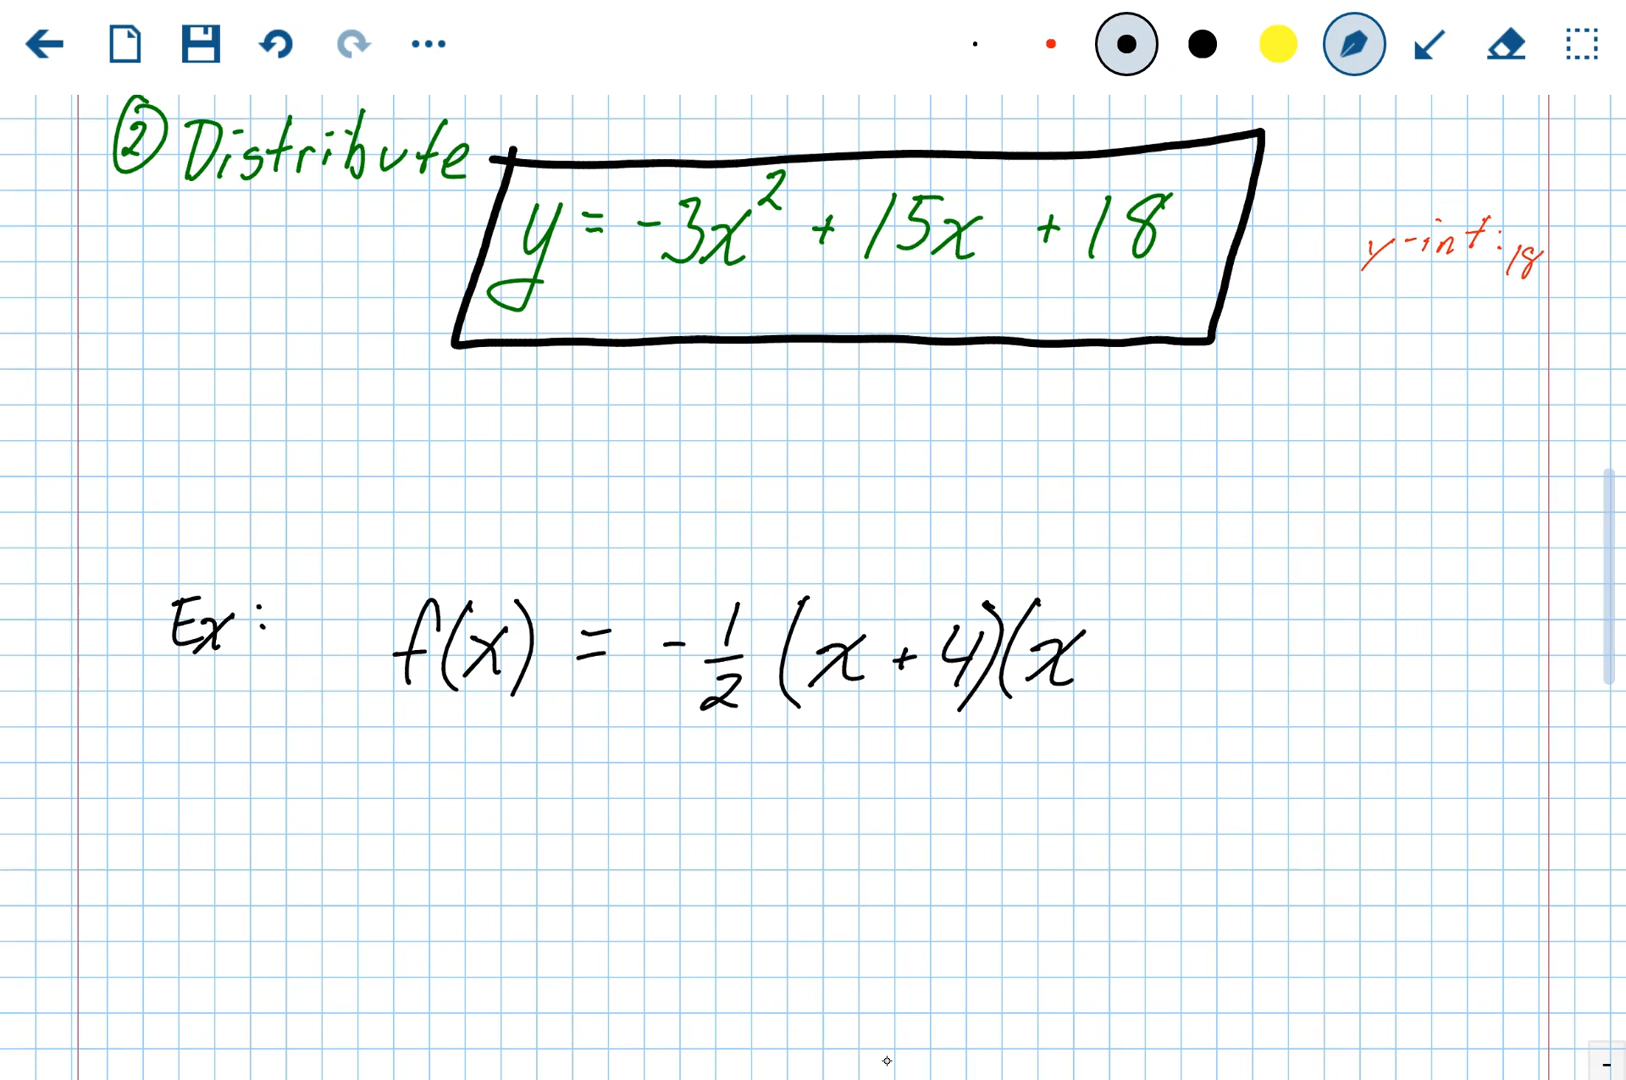 ② Distribute
y = -3x² + 15x + 18
y-int: 18
Ex: f(x) = -1/2 (x + 4)(x